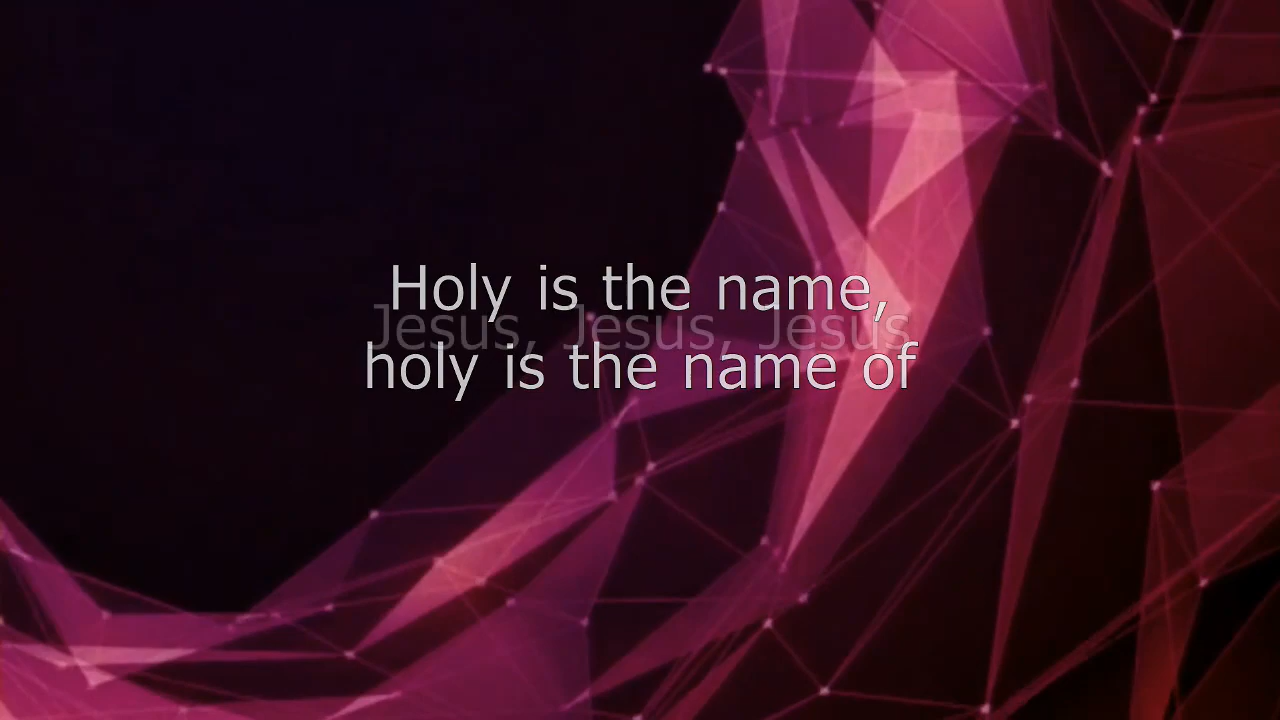 Holy is the name,
Jesus, Jesus, Jesus
holy is the name of